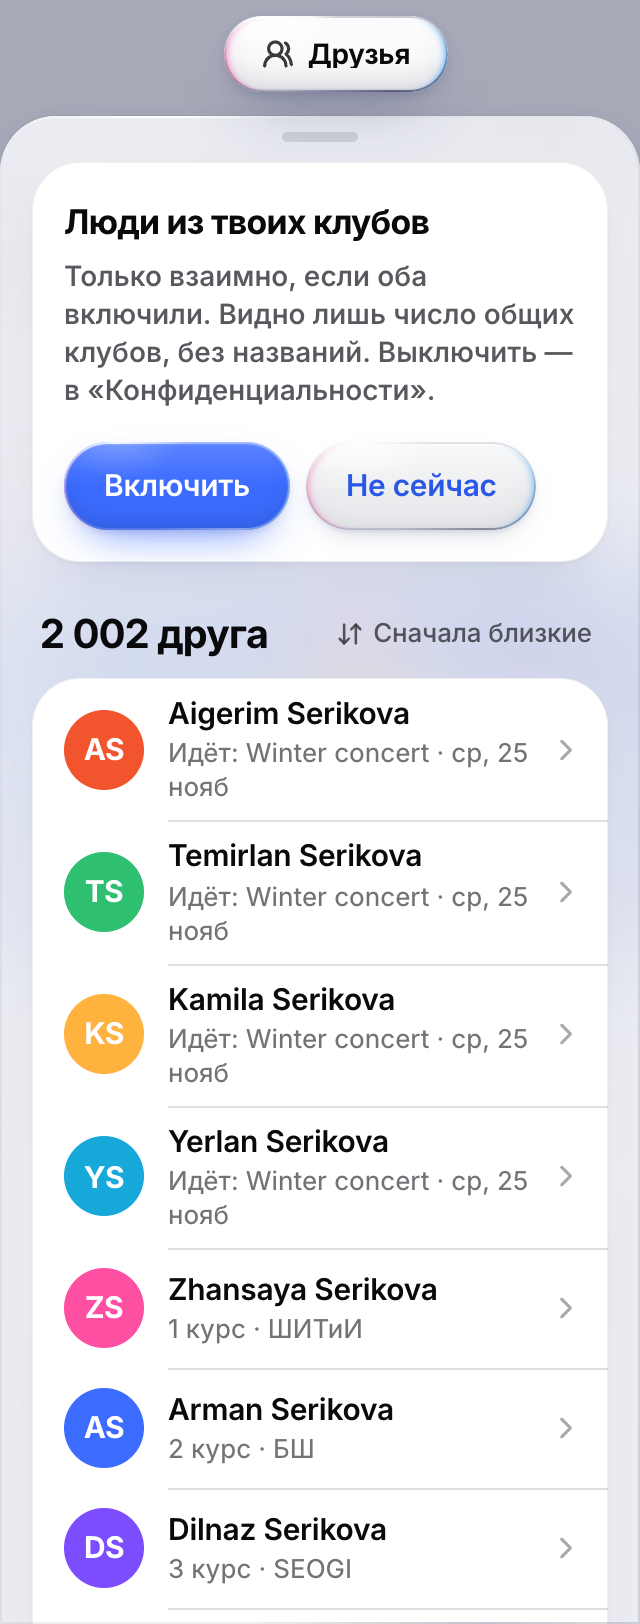 Друзья
Люди из твоих клубов
Только взаимно, если оба
включили. Видно лишь число общих
клубов, без названий. Выключить —
в «Конфиденциальности».
Включить
Не сейчас
2 002 друга
Сначала близкие
AS
Aigerim Serikova
Идёт: Winter concert · ср, 25
нояб
TS
Temirlan Serikova
Идёт: Winter concert · ср, 25
нояб
KS
Kamila Serikova
Идёт: Winter concert · ср, 25
нояб
YS
Yerlan Serikova
Идёт: Winter concert · ср, 25
нояб
ZS
Zhansaya Serikova
1 курс · ШИТиИ
AS
Arman Serikova
2 курс · БШ
DS
Dilnaz Serikova
3 курс · SEOGI